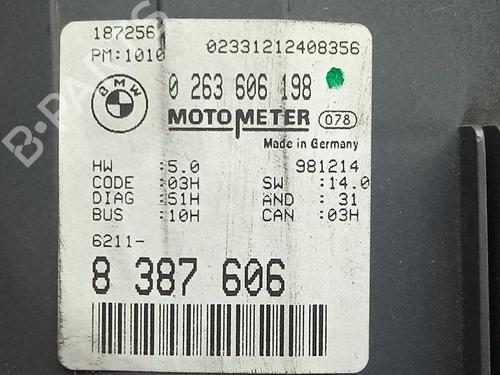 187256
02331212408356
PM:1010
BMW
0 263 606 198
MOTOMETER 078
Made in Germany
HW :5.0 981214
CODE :03H SW :14.0
DIAG :51H AND : 31
BUS :10H CAN :03H
6211-
8 387 606